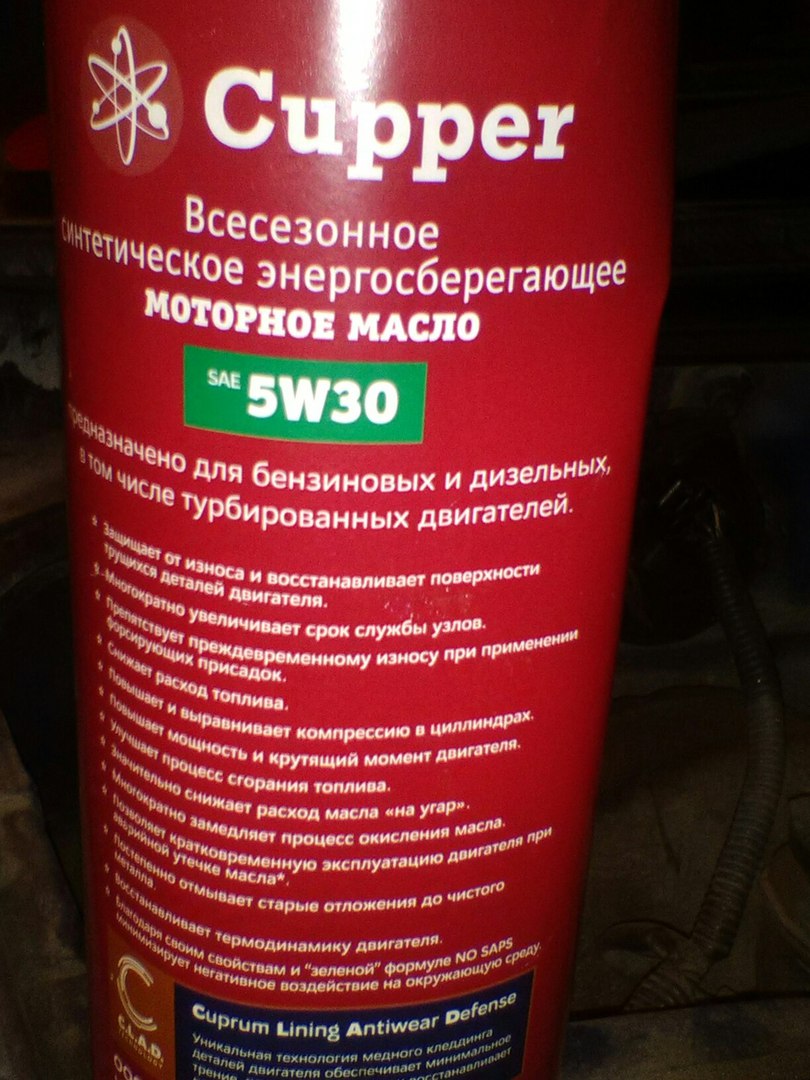 Cupper
Всесезонное
синтетическое энергосберегающее
МОТОРНОЕ МАСЛО
SAE 5W30
предназначено для бензиновых и дизельных,
в том числе турбированных двигателей.
* Защищает от износа и восстанавливает поверхности
трущихся деталей двигателя.
* Многократно увеличивает срок службы узлов.
* Препятствует преждевременному износу при применении
форсирующих присадок.
* Снижает расход топлива.
* Повышает и выравнивает компрессию в цилиндрах.
* Повышает мощность и крутящий момент двигателя.
* Улучшает процесс сгорания топлива.
* Значительно снижает расход масла «на угар».
* Многократно замедляет процесс окисления масла.
* Позволяет кратковременную эксплуатацию двигателя при
аварийной утечке масла*.
* Постепенно отмывает старые отложения до чистого
металла.
* Восстанавливает термодинамику двигателя.
* Благодаря своим свойствам и "зеленой" формуле NO SAPS
минимизирует негативное воздействие на окружающую среду.
C.L.A.D.
TECHNOLOGY
Cuprum Lining Antiwear Defense
Уникальная технология медного кледдинга
деталей двигателя обеспечивает минимальное
трение, восстанавливает
ООО